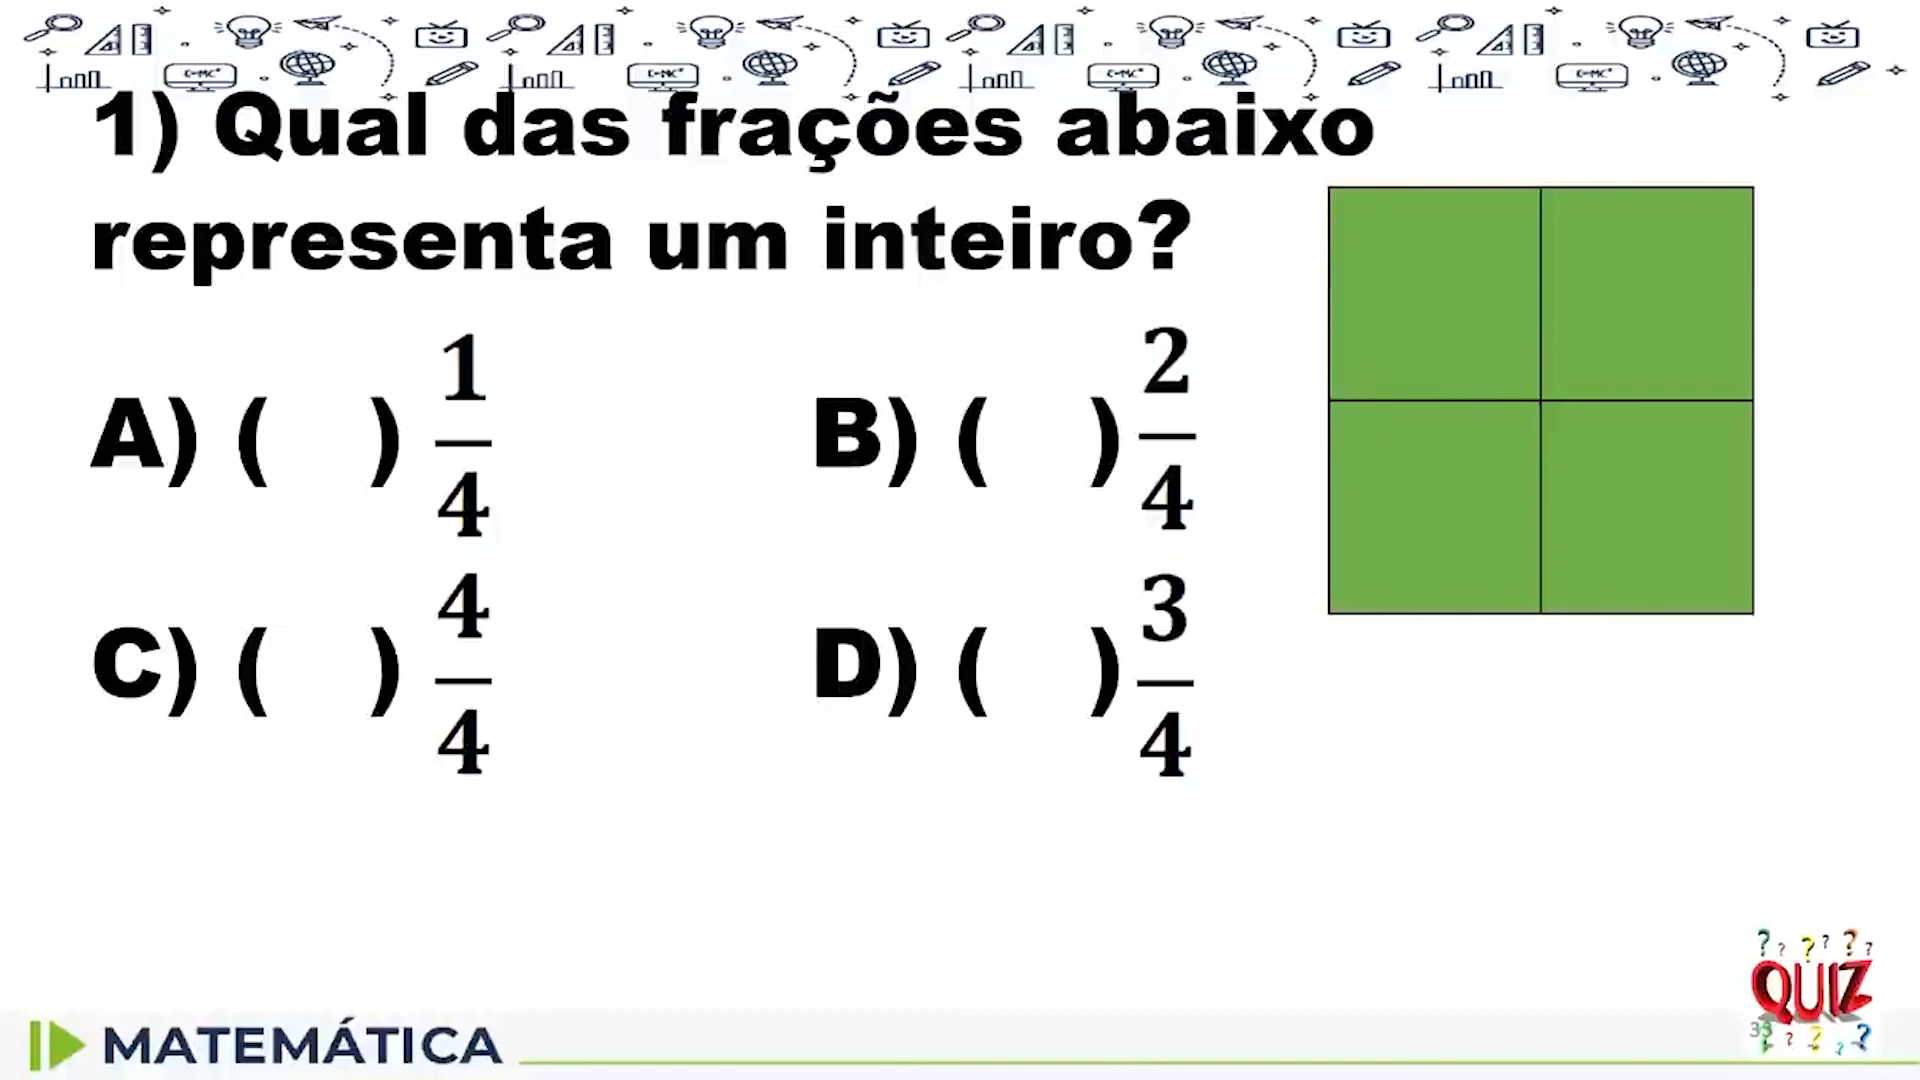 1) Qual das frações abaixo
representa um inteiro?
A) ( ) 1/4 B) ( ) 2/4
C) ( ) 4/4 D) ( ) 3/4
? ? ? ? ? ?
QUIZ
? ? ? ?
MATEMÁTICA